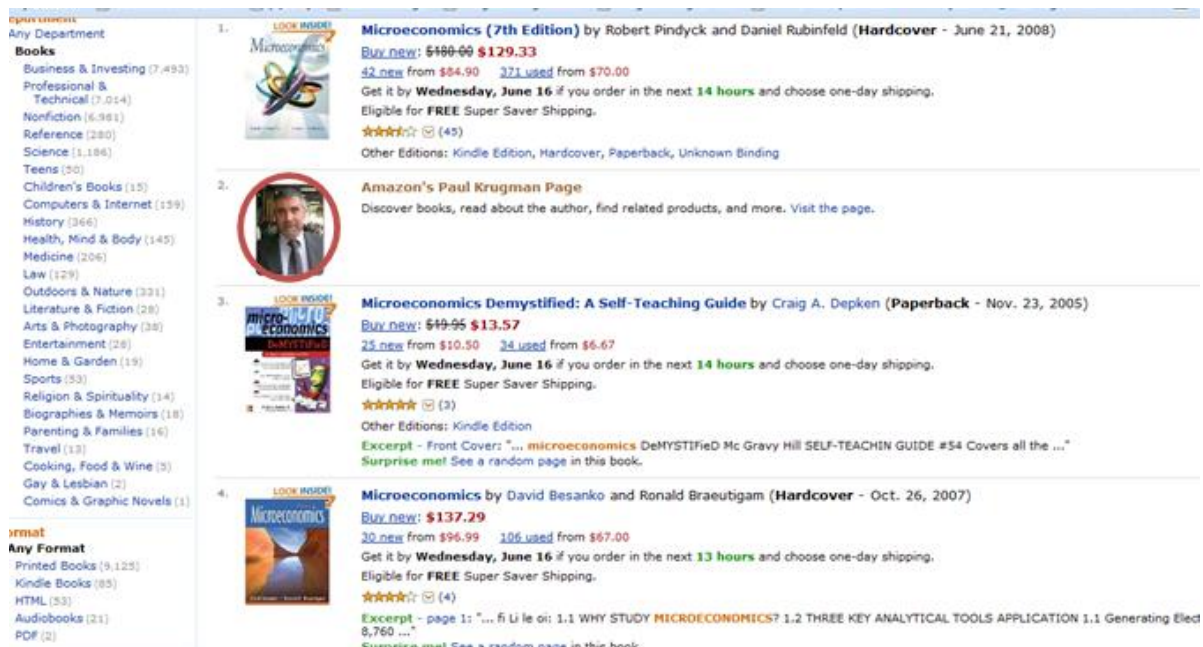 Department
Any Department
Books
Business & Investing (7,493)
Professional &
Technical (7,014)
Nonfiction (6,981)
Reference (280)
Science (1,186)
Teens (50)
Children's Books (15)
Computers & Internet (159)
History (366)
Health, Mind & Body (145)
Medicine (206)
Law (129)
Outdoors & Nature (331)
Literature & Fiction (28)
Arts & Photography (38)
Entertainment (28)
Home & Garden (19)
Sports (53)
Religion & Spirituality (14)
Biographies & Memoirs (18)
Parenting & Families (16)
Travel (13)
Cooking, Food & Wine (5)
Gay & Lesbian (2)
Comics & Graphic Novels (1)
ormat
Any Format
Printed Books (9,125)
Kindle Books (85)
HTML (53)
Audiobooks (21)
PDF (2)
1.
LOOK INSIDE!
Microeconomics
Microeconomics (7th Edition) by Robert Pindyck and Daniel Rubinfeld (Hardcover - June 21, 2008)
Buy new: $180.00 $129.33
42 new from $84.90 371 used from $70.00
Get it by Wednesday, June 16 if you order in the next 14 hours and choose one-day shipping.
Eligible for FREE Super Saver Shipping.
(45)
Other Editions: Kindle Edition, Hardcover, Paperback, Unknown Binding
2.
Amazon's Paul Krugman Page
Discover books, read about the author, find related products, and more. Visit the page.
3.
LOOK INSIDE!
micro-
economics
DeMYSTiFieD
Microeconomics Demystified: A Self-Teaching Guide by Craig A. Depken (Paperback - Nov. 23, 2005)
Buy new: $19.95 $13.57
25 new from $10.50 34 used from $6.67
Get it by Wednesday, June 16 if you order in the next 14 hours and choose one-day shipping.
Eligible for FREE Super Saver Shipping.
(3)
Other Editions: Kindle Edition
Excerpt - Front Cover: "... microeconomics DeMYSTIFieD Mc Gravy Hill SELF-TEACHIN GUIDE #54 Covers all the ..."
Surprise me! See a random page in this book.
4.
LOOK INSIDE!
Microeconomics
Microeconomics by David Besanko and Ronald Braeutigam (Hardcover - Oct. 26, 2007)
Buy new: $137.29
30 new from $96.99 106 used from $67.00
Get it by Wednesday, June 16 if you order in the next 13 hours and choose one-day shipping.
Eligible for FREE Super Saver Shipping.
(4)
Excerpt - page 1: "... fi Li le oi: 1.1 WHY STUDY MICROECONOMICS? 1.2 THREE KEY ANALYTICAL TOOLS APPLICATION 1.1 Generating Elect
8,760 ..."
Surprise me! See a random page in this book.